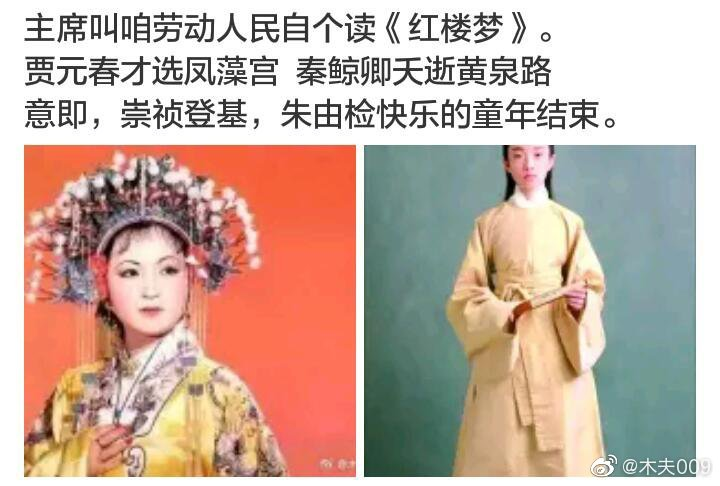 主席叫咱劳动人民自个读《红楼梦》。
贾元春才选凤藻宫 秦鲸卿夭逝黄泉路
意即，崇祯登基，朱由检快乐的童年结束。
@木夫009